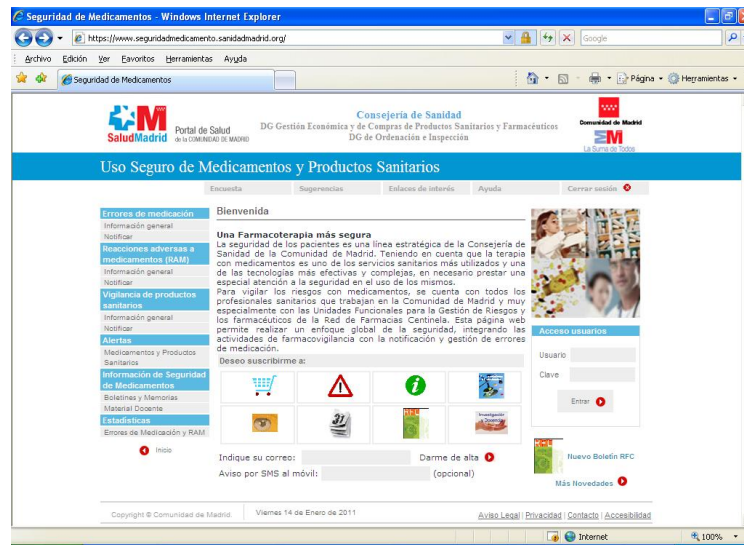 Seguridad de Medicamentos - Windows Internet Explorer
https://www.seguridadmedicamento.sanidadmadrid.org/
Google
Archivo Edición Ver Favoritos Herramientas Ayuda
Seguridad de Medicamentos
Página Herramientas
SaludMadrid
Portal de Salud
de la COMUNIDAD DE MADRID
Consejería de Sanidad
DG Gestión Económica y de Compras de Productos Sanitarios y Farmacéuticos
DG de Ordenación e Inspección
Comunidad de Madrid
La Suma de Todos
Uso Seguro de Medicamentos y Productos Sanitarios
Encuesta Sugerencias Enlaces de interés Ayuda Cerrar sesión
Errores de medicación
Información general
Notificar
Reacciones adversas a
medicamentos (RAM)
Información general
Notificar
Vigilancia de productos
sanitarios
Información general
Notificar
Alertas
Medicamentos y Productos
Sanitarios
Información de Seguridad
de Medicamentos
Boletines y Memorias
Material Docente
Estadísticas
Errores de Medicación y RAM
Inicio
Bienvenida
Una Farmacoterapia más segura
La seguridad de los pacientes es una línea estratégica de la Consejería de
Sanidad de la Comunidad de Madrid. Teniendo en cuenta que la terapia
con medicamentos es uno de los servicios sanitarios más utilizados y una
de las tecnologías más efectivas y complejas, en necesario prestar una
especial atención a la seguridad en el uso de los mismos.
Para vigilar los riesgos con medicamentos, se cuenta con todos los
profesionales sanitarios que trabajan en la Comunidad de Madrid y muy
especialmente con las Unidades Funcionales para la Gestión de Riesgos y
los farmacéuticos de la Red de Farmacias Centinela. Esta página web
permite realizar un enfoque global de la seguridad, integrando las
actividades de farmacovigilancia con la notificación y gestión de errores
de medicación.
Deseo suscribirme a:
31
RFC
Investigación
y Docencia
Indique su correo: Darme de alta
Aviso por SMS al móvil: (opcional)
Acceso usuarios
Usuario
Clave
Entrar
RFC
Nuevo Boletín RFC
Más Novedades
Copyright © Comunidad de Madrid.
Viernes 14 de Enero de 2011
Aviso Legal | Privacidad | Contacto | Accesibilidad
Internet
100%